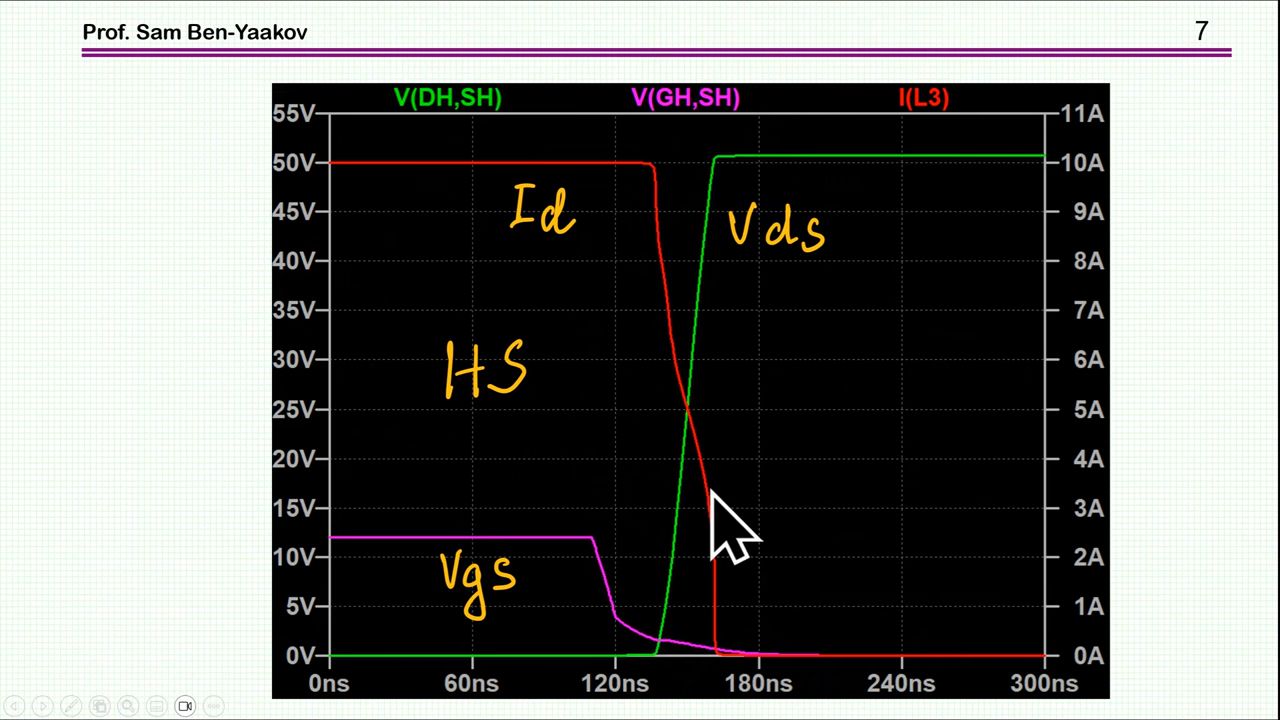 Prof. Sam Ben-Yaakov
7
V(DH,SH) V(GH,SH) I(L3)
55V 11A
50V 10A
Id
45V Vds 9A
40V 8A
35V 7A
30V HS 6A
25V 5A
20V 4A
15V 3A
10V Vgs 2A
5V 1A
0V 0A
0ns 60ns 120ns 180ns 240ns 300ns